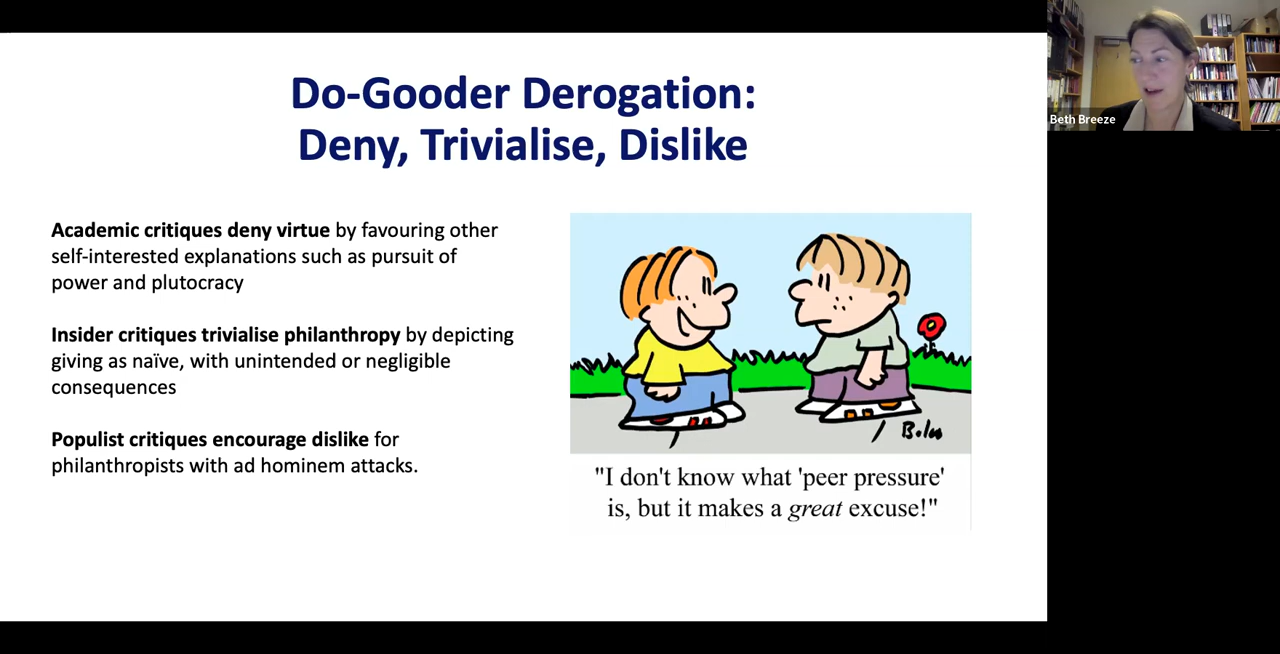 Do-Gooder Derogation:
Deny, Trivialise, Dislike
Academic critiques deny virtue by favouring other
self-interested explanations such as pursuit of
power and plutocracy
Insider critiques trivialise philanthropy by depicting
giving as naïve, with unintended or negligible
consequences
Populist critiques encourage dislike for
philanthropists with ad hominem attacks.
"I don't know what 'peer pressure'
is, but it makes a great excuse!"
Beth Breeze